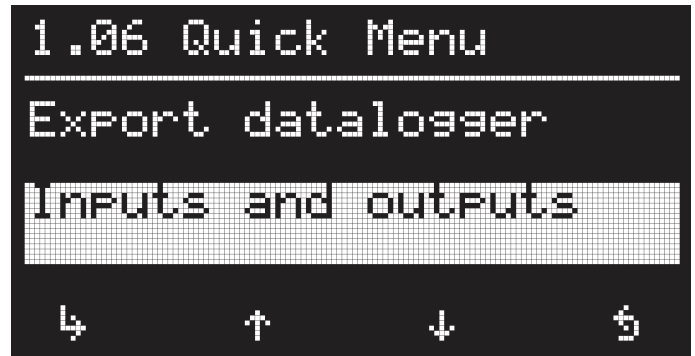 1.06 Quick Menu
Export datalogger
Inputs and outputs
↳ ↑ ↓ ↰